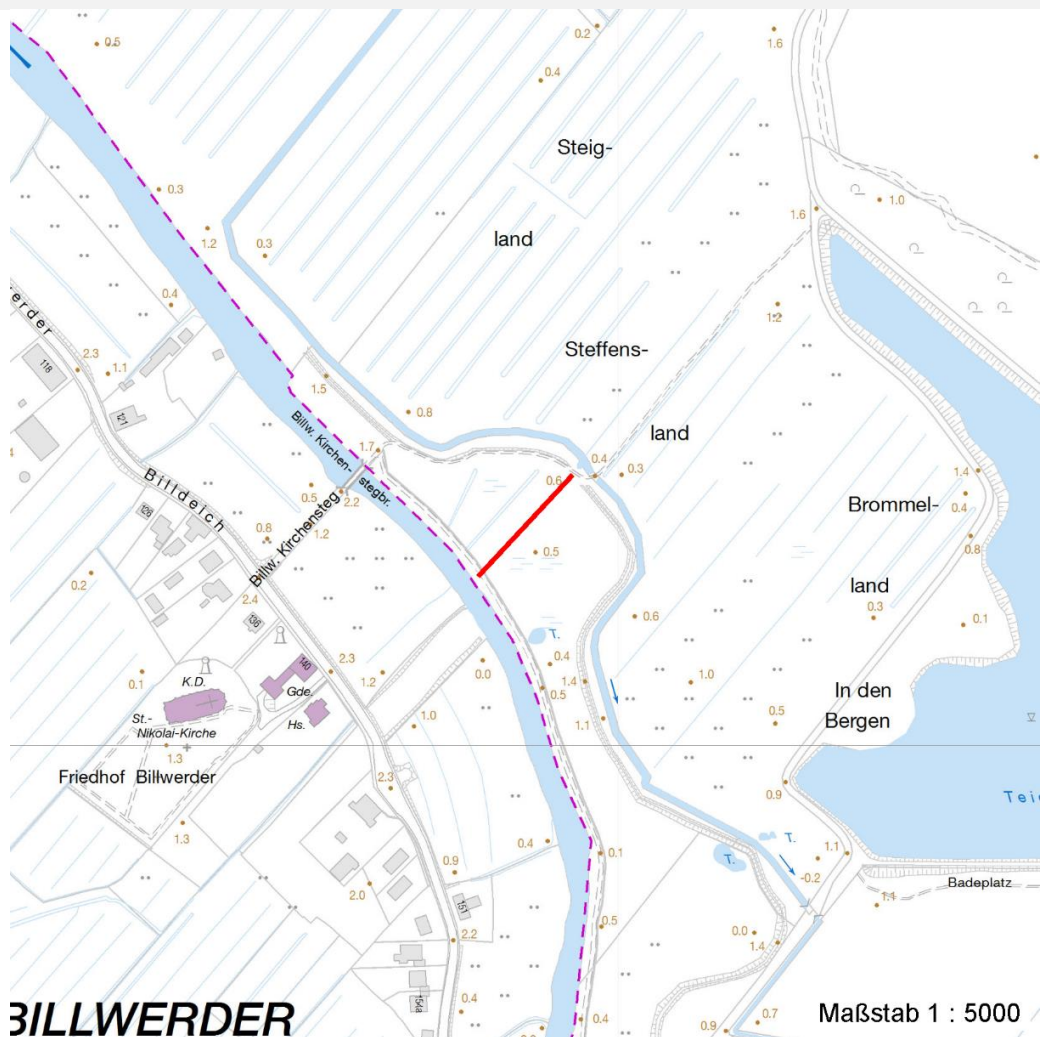 0.5
0.2
1.6
0.4
Steig-
0.3
1.0
1.6
1.2
land
0.3
0.4
1.2
erder
2.3
1.1
118
Steffens-
1.5
0.8
121
land
1.7
Billw. Kirchen-
stegbr.
0.4
0.3
0.6
1.4
Billdeich
0.5
2.2
Brommel-
0.4
126
1.2
0.8
0.5
0.8
Billw. Kirchensteg
0.2
land
2.4
0.3
0.1
136
0.6
T.
2.3
0.4
0.1
K.D.
140
1.2
0.0
1.4
1.0
Gde.
0.5
In den
St.-
Nikolai-Kirche
Hs.
1.0
1.1
0.5
Bergen
1.3
Friedhof Billwerder
2.3
0.9
Teic
1.3
0.4
T.
0.1
T.
1.1
0.9
-0.2
Badeplatz
2.0
1.1
151
0.5
0.0
1.4
2.2
154a
0.4
0.4
0.7
0.9
BILLWERDER
Maßstab 1 : 5000